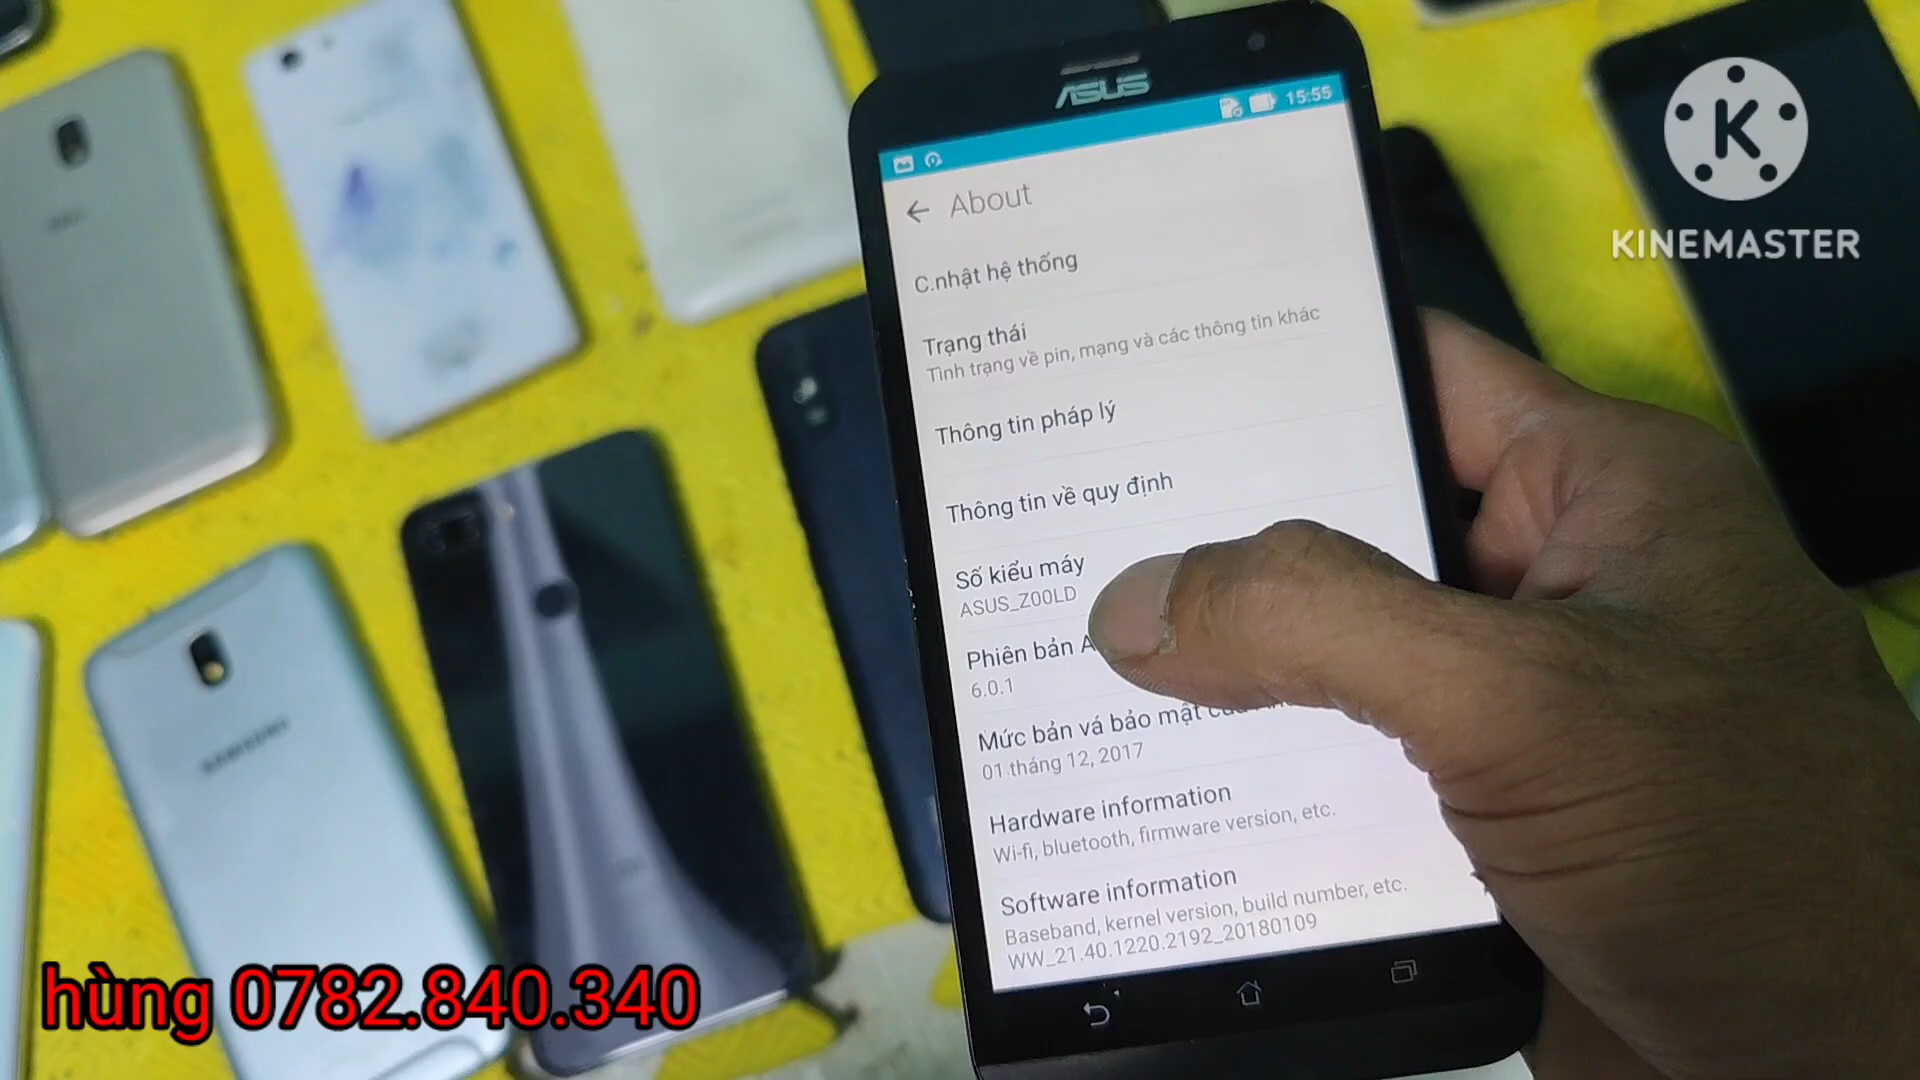 ASUS
15:55
About
C.nhật hệ thống
Trạng thái
Tình trạng về pin, mạng và các thông tin khác
Thông tin pháp lý
Thông tin về quy định
Số kiểu máy
ASUS_Z00LD
Phiên bản A
6.0.1
Mức bản vá bảo mật của An
01 tháng 12, 2017
Hardware information
Wi-fi, bluetooth, firmware version, etc.
Software information
Baseband, kernel version, build number, etc.
WW_21.40.1220.2192_20180109
K
KINEMASTER
SAMSUNG
hùng 0782.840.340